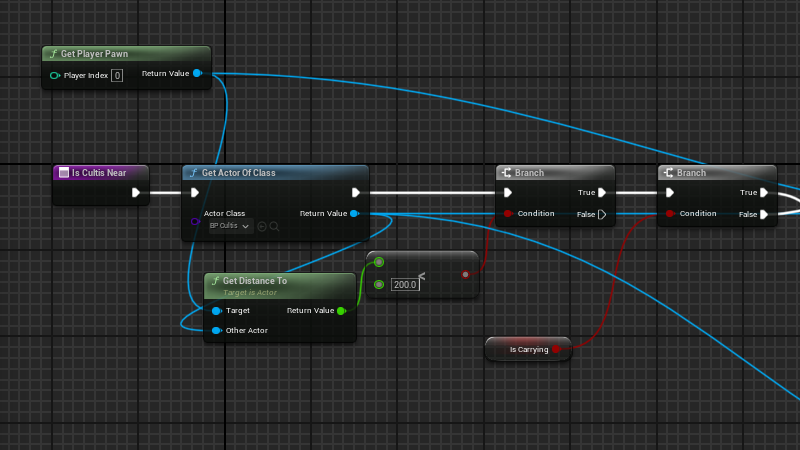 Get Player Pawn
Player Index 0 Return Value
Is Cultis Near
Get Actor Of Class
Actor Class
BP Cultis
Return Value
Branch
True
Condition False
Branch
True
Condition False
Get Distance To
Target is Actor
Target Return Value
Other Actor
<
200.0
Is Carrying